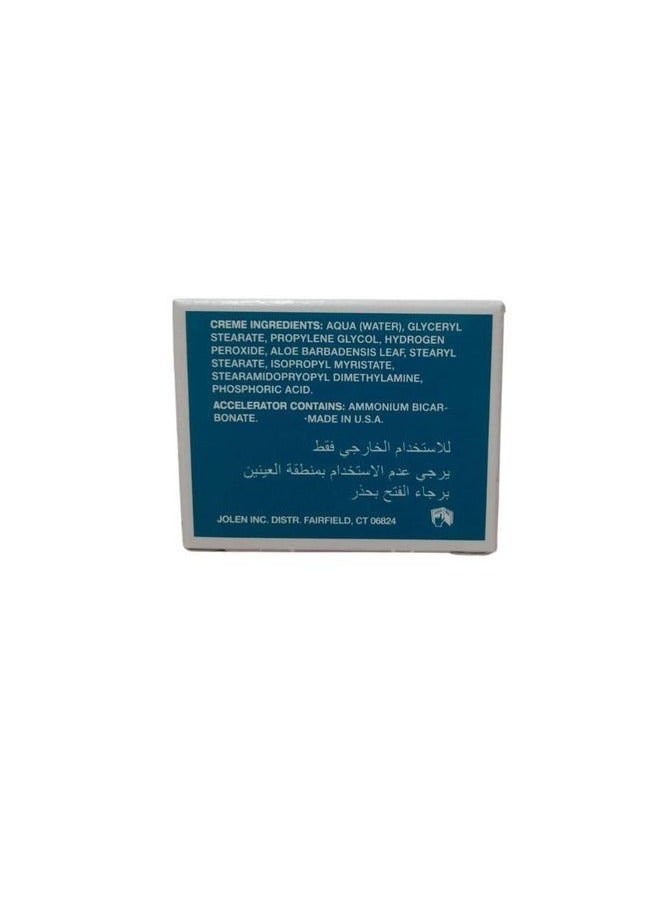 CREME INGREDIENTS: AQUA (WATER), GLYCERYL
STEARATE, PROPYLENE GLYCOL, HYDROGEN
PEROXIDE, ALOE BARBADENSIS LEAF, STEARYL
STEARATE, ISOPROPYL MYRISTATE,
STEARAMIDOPRYOPYL DIMETHYLAMINE,
PHOSPHORIC ACID.
ACCELERATOR CONTAINS: AMMONIUM BICAR-
BONATE. ·MADE IN U.S.A.
للاستخدام الخارجي فقط
يرجى عدم الاستخدام بمنطقة العينين
برجاء الفتح بحذر
JOLEN INC. DISTR. FAIRFIELD, CT 06824